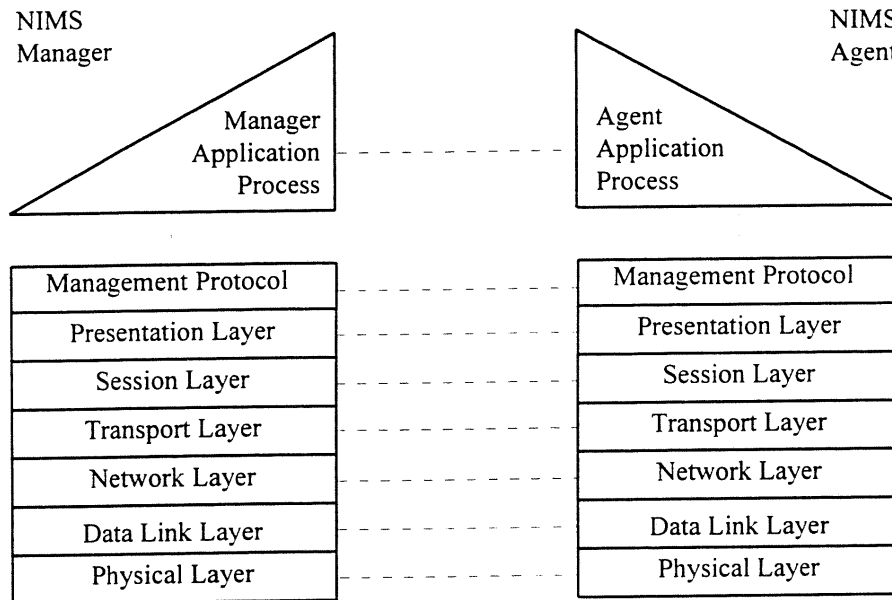 NIMS
Manager
NIMS
Agent
Manager
Application
Process
Agent
Application
Process
Management Protocol
Presentation Layer
Session Layer
Transport Layer
Network Layer
Data Link Layer
Physical Layer
Management Protocol
Presentation Layer
Session Layer
Transport Layer
Network Layer
Data Link Layer
Physical Layer